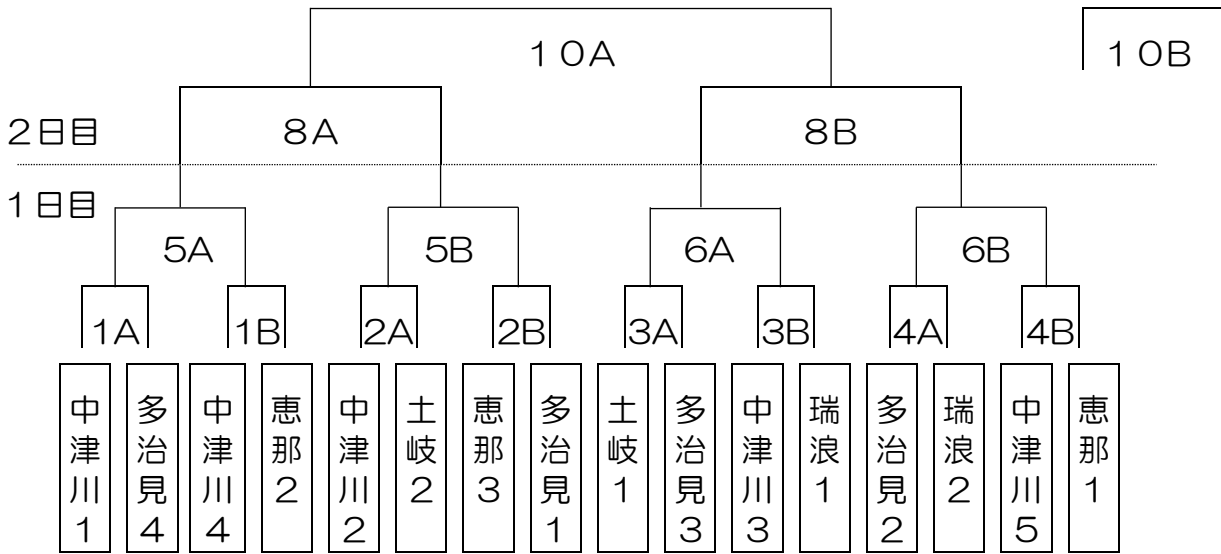 10A
10B
2日目
8A
8B
1日目
5A
5B
6A
6B
1A
1B
2A
2B
3A
3B
4A
4B
中津川1
多治見4
中津川4
恵那2
中津川2
土岐2
恵那3
多治見1
土岐1
多治見3
中津川3
瑞浪1
多治見2
瑞浪2
中津川5
恵那1